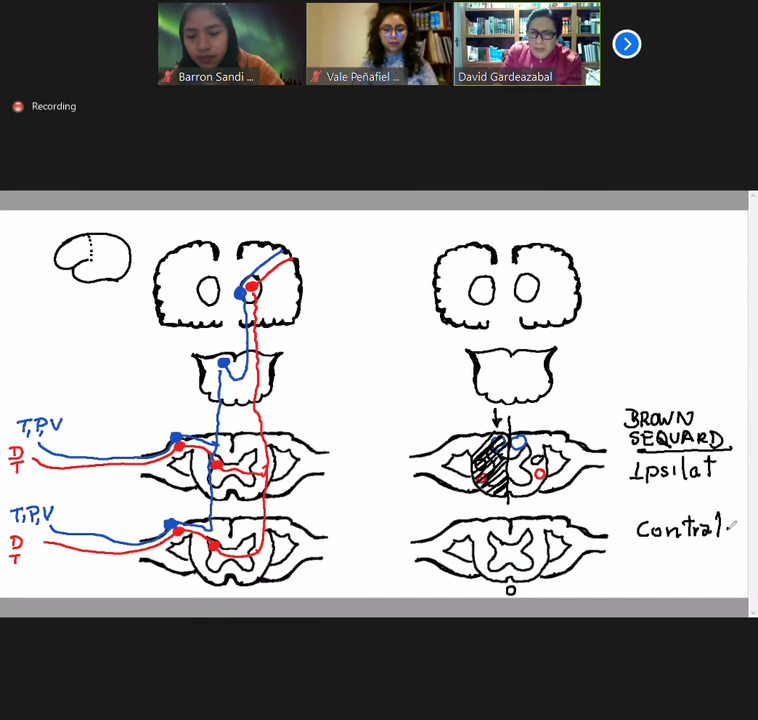 Barron Sandi ...
Vale Peñafiel ...
David Gardeazabal
Recording
T,P,V
D
T
T,P,V
D
T
BROWN
SEQUARD
Ipsilat
contral